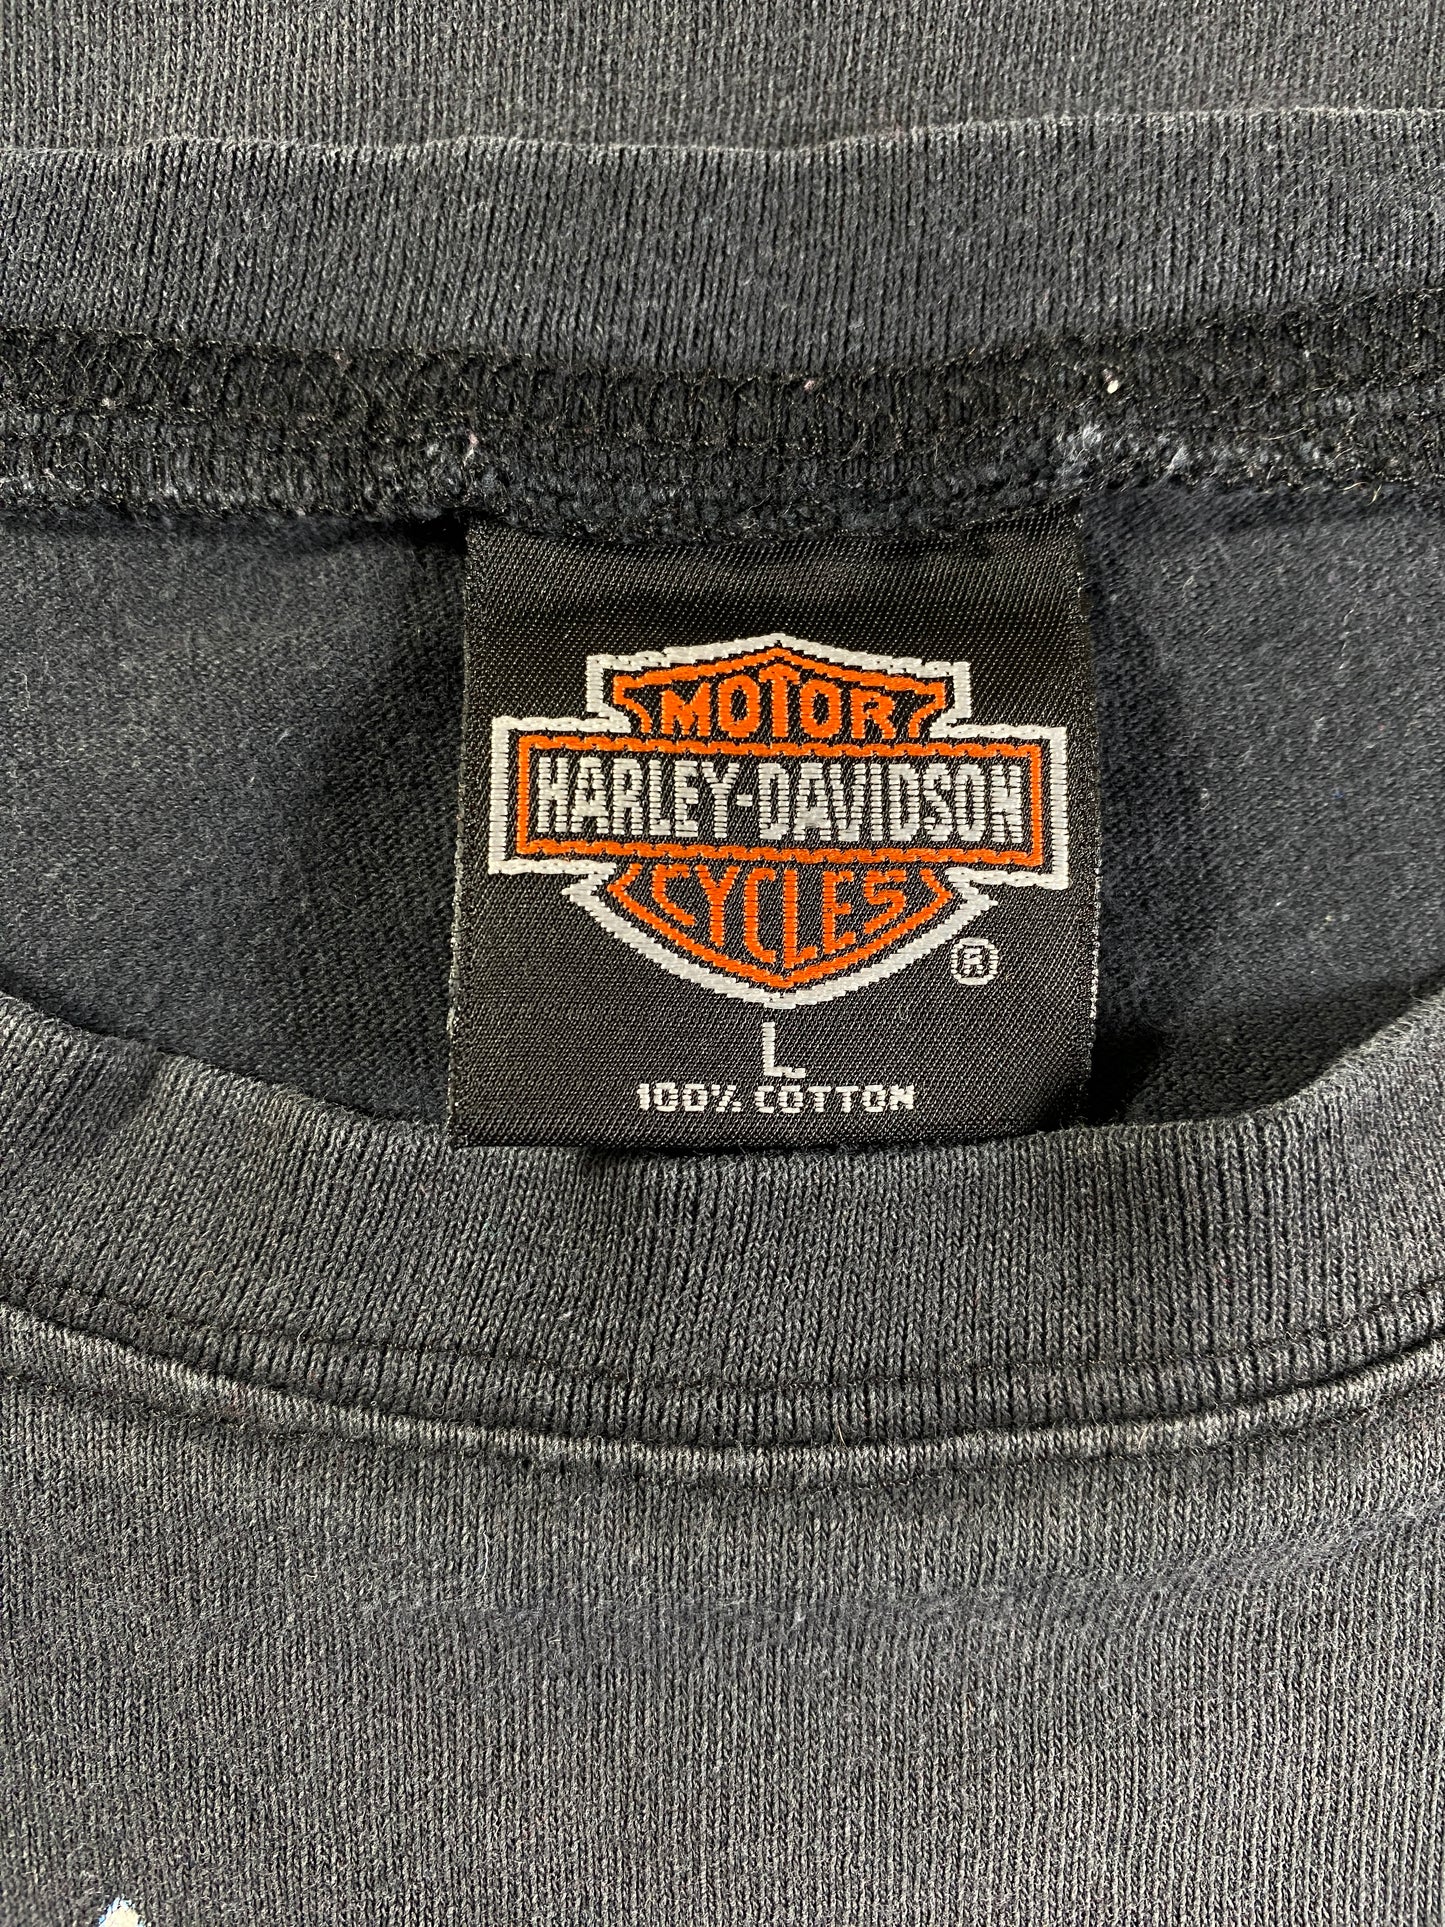 MOTOR
HARLEY-DAVIDSON
CYCLES
®
L
100% COTTON